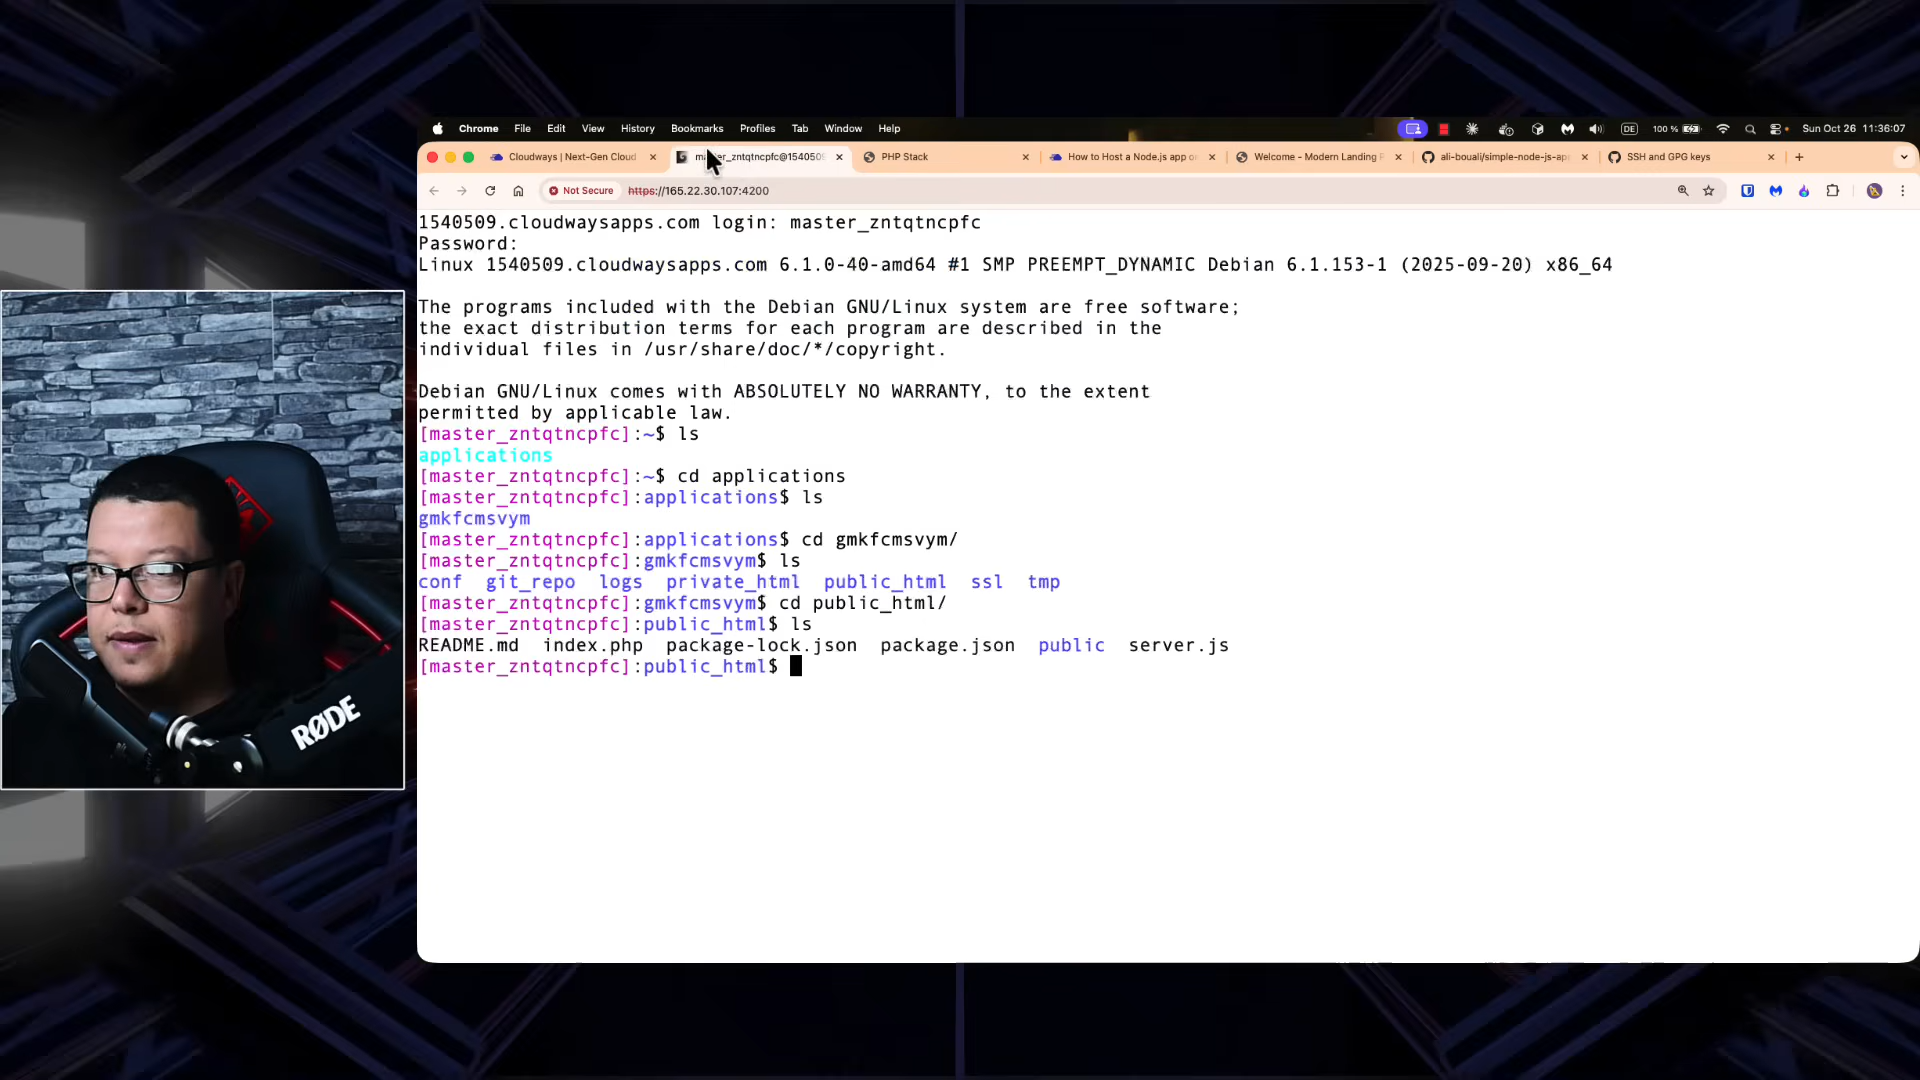 Chrome File Edit View History Bookmarks Profiles Tab Window Help DE 100 % Sun Oct 26 11:36:07
Cloudways | Next-Gen Cloud
_zntqtncpfc@1540509
PHP Stack
How to Host a Node.js app o
Welcome - Modern Landing P
ali-bouali/simple-node-js-ap
SSH and GPG keys
Not Secure https://165.22.30.107:4200
1540509.cloudwaysapps.com login: master_zntqtncpfc
Password:
Linux 1540509.cloudwaysapps.com 6.1.0-40-amd64 #1 SMP PREEMPT_DYNAMIC Debian 6.1.153-1 (2025-09-20) x86_64
The programs included with the Debian GNU/Linux system are free software;
the exact distribution terms for each program are described in the
individual files in /usr/share/doc/*/copyright.
Debian GNU/Linux comes with ABSOLUTELY NO WARRANTY, to the extent
permitted by applicable law.
[master_zntqtncpfc]:~$ ls
applications
[master_zntqtncpfc]:~$ cd applications
[master_zntqtncpfc]:applications$ ls
gmkfcmsvym
[master_zntqtncpfc]:applications$ cd gmkfcmsvym/
[master_zntqtncpfc]:gmkfcmsvym$ ls
conf git_repo logs private_html public_html ssl tmp
[master_zntqtncpfc]:gmkfcmsvym$ cd public_html/
[master_zntqtncpfc]:public_html$ ls
README.md index.php package-lock.json package.json public server.js
[master_zntqtncpfc]:public_html$
RØDE